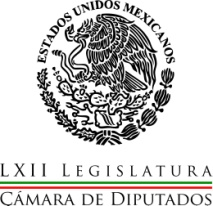 ESTADOS UNIDOS MEXICANOS
LXII LEGISLATURA
CÁMARA DE DIPUTADOS